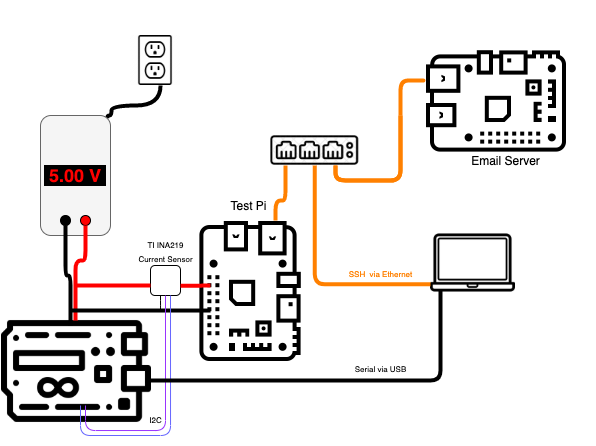 5.00 V
Email Server
Test Pi
TI INA219
Current Sensor
SSH via Ethernet
Serial via USB
I2C